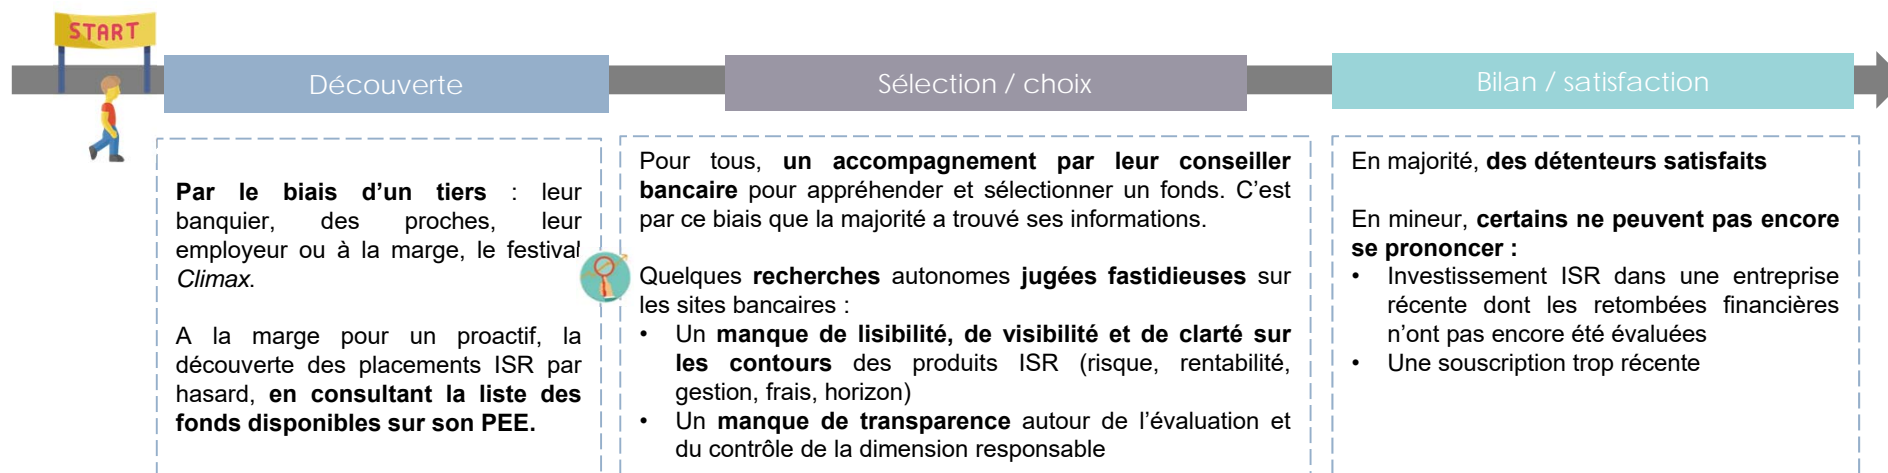 START
Découverte
Par le biais d’un tiers : leur
banquier, des proches, leur
employeur ou à la marge, le festival
Climax.
A la marge pour un proactif, la
découverte des placements ISR par
hasard, en consultant la liste des
fonds disponibles sur son PEE.
Sélection / choix
Pour tous, un accompagnement par leur conseiller
bancaire pour appréhender et sélectionner un fonds. C’est
par ce biais que la majorité a trouvé ses informations.
Quelques recherches autonomes jugées fastidieuses sur
les sites bancaires :
• Un manque de lisibilité, de visibilité et de clarté sur
les contours des produits ISR (risque, rentabilité,
gestion, frais, horizon)
• Un manque de transparence autour de l’évaluation et
du contrôle de la dimension responsable
Bilan / satisfaction
En majorité, des détenteurs satisfaits
En mineur, certains ne peuvent pas encore
se prononcer :
• Investissement ISR dans une entreprise
récente dont les retombées financières
n’ont pas encore été évaluées
• Une souscription trop récente